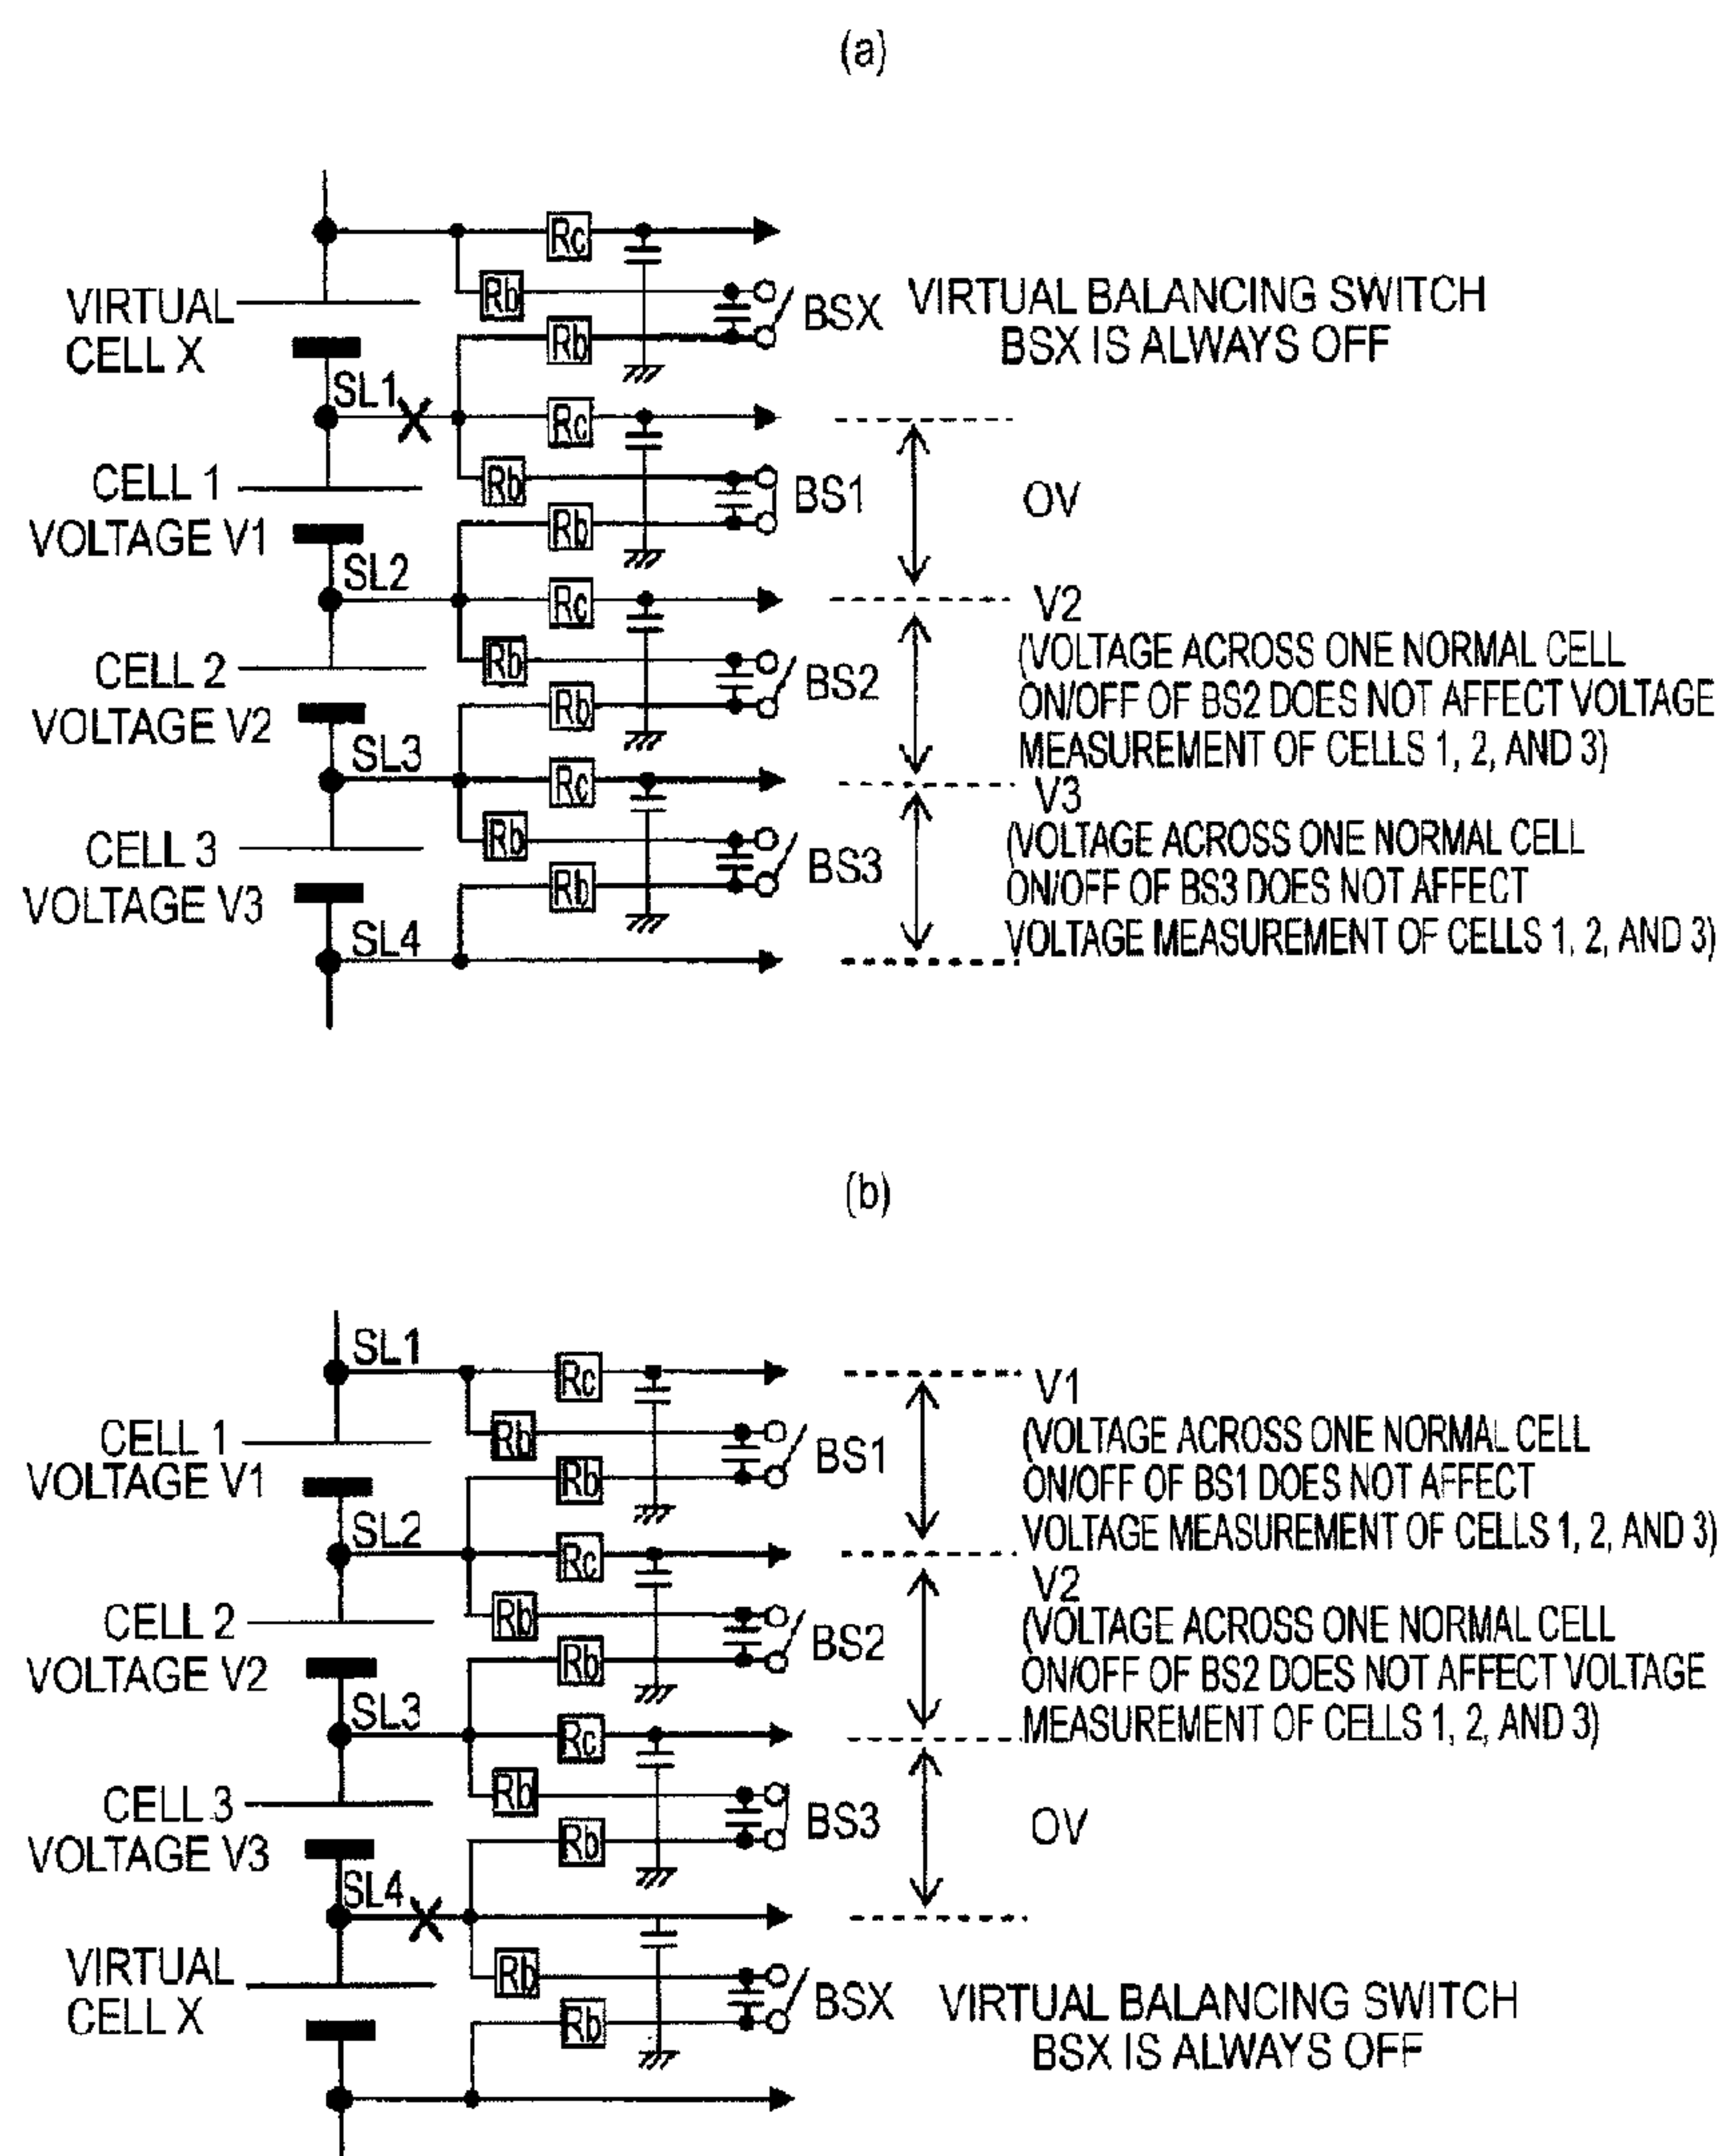 (a)
Rc
VIRTUAL
CELL X
Rb
BSX
VIRTUAL BALANCING SWITCH
BSX IS ALWAYS OFF
Rb
SL1
Rc
CELL 1
VOLTAGE V1
Rb
BS1
0V
Rb
SL2
Rc
V2
(VOLTAGE ACROSS ONE NORMAL CELL
ON/OFF OF BS2 DOES NOT AFFECT VOLTAGE
MEASUREMENT OF CELLS 1, 2, AND 3)
CELL 2
VOLTAGE V2
Rb
BS2
Rb
SL3
Rc
V3
(VOLTAGE ACROSS ONE NORMAL CELL
ON/OFF OF BS3 DOES NOT AFFECT
VOLTAGE MEASUREMENT OF CELLS 1, 2, AND 3)
CELL 3
VOLTAGE V3
Rb
BS3
Rb
SL4
(b)
SL1
Rc
V1
(VOLTAGE ACROSS ONE NORMAL CELL
ON/OFF OF BS1 DOES NOT AFFECT
VOLTAGE MEASUREMENT OF CELLS 1, 2, AND 3)
CELL 1
VOLTAGE V1
Rb
BS1
Rb
SL2
Rc
V2
(VOLTAGE ACROSS ONE NORMAL CELL
ON/OFF OF BS2 DOES NOT AFFECT VOLTAGE
MEASUREMENT OF CELLS 1, 2, AND 3)
CELL 2
VOLTAGE V2
Rb
BS2
Rb
SL3
Rc
CELL 3
VOLTAGE V3
Rb
BS3
0V
Rb
SL4
VIRTUAL
CELL X
Rb
BSX
VIRTUAL BALANCING SWITCH
BSX IS ALWAYS OFF
Rb